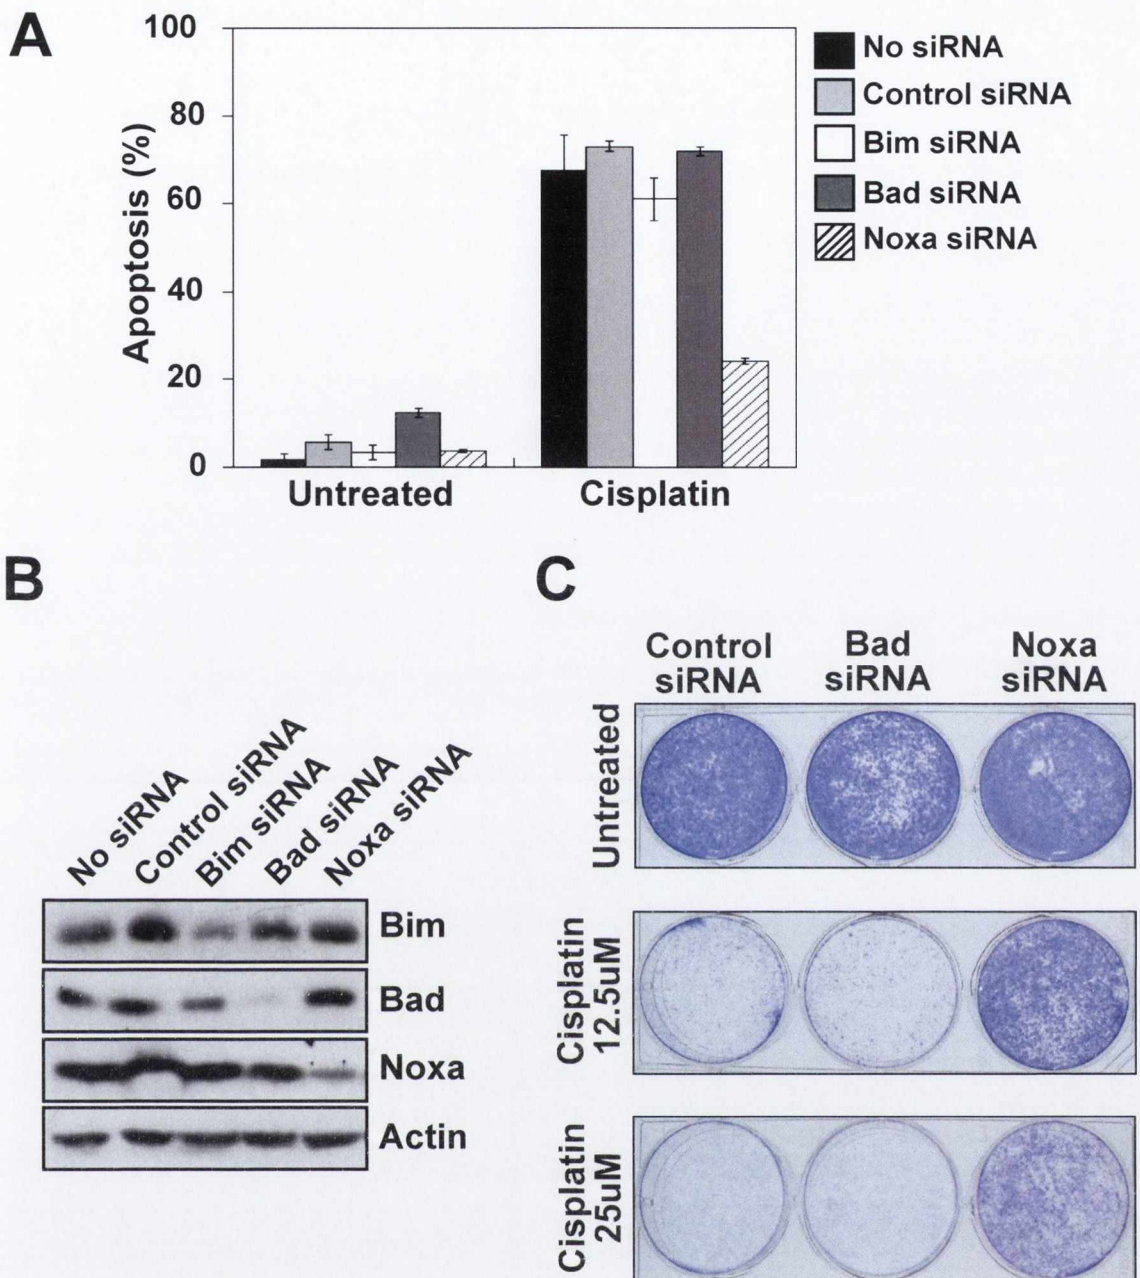 A
100
80
60
40
20
0
Apoptosis (%)
Untreated
Cisplatin
No siRNA
Control siRNA
Bim siRNA
Bad siRNA
Noxa siRNA
B
No siRNA
Control siRNA
Bim siRNA
Bad siRNA
Noxa siRNA
Bim
Bad
Noxa
Actin
C
Control
siRNA
Bad
siRNA
Noxa
siRNA
Untreated
Cisplatin
12.5uM
Cisplatin
25uM